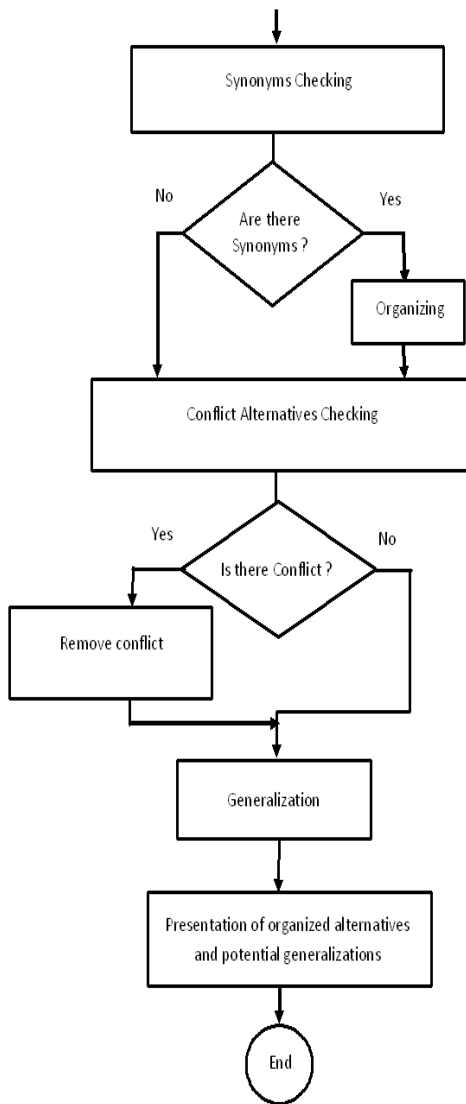 Synonyms Checking
No
Yes
Are there
Synonyms ?
Organizing
Conflict Alternatives Checking
Yes
No
Is there Conflict ?
Remove conflict
Generalization
Presentation of organized alternatives
and potential generalizations
End